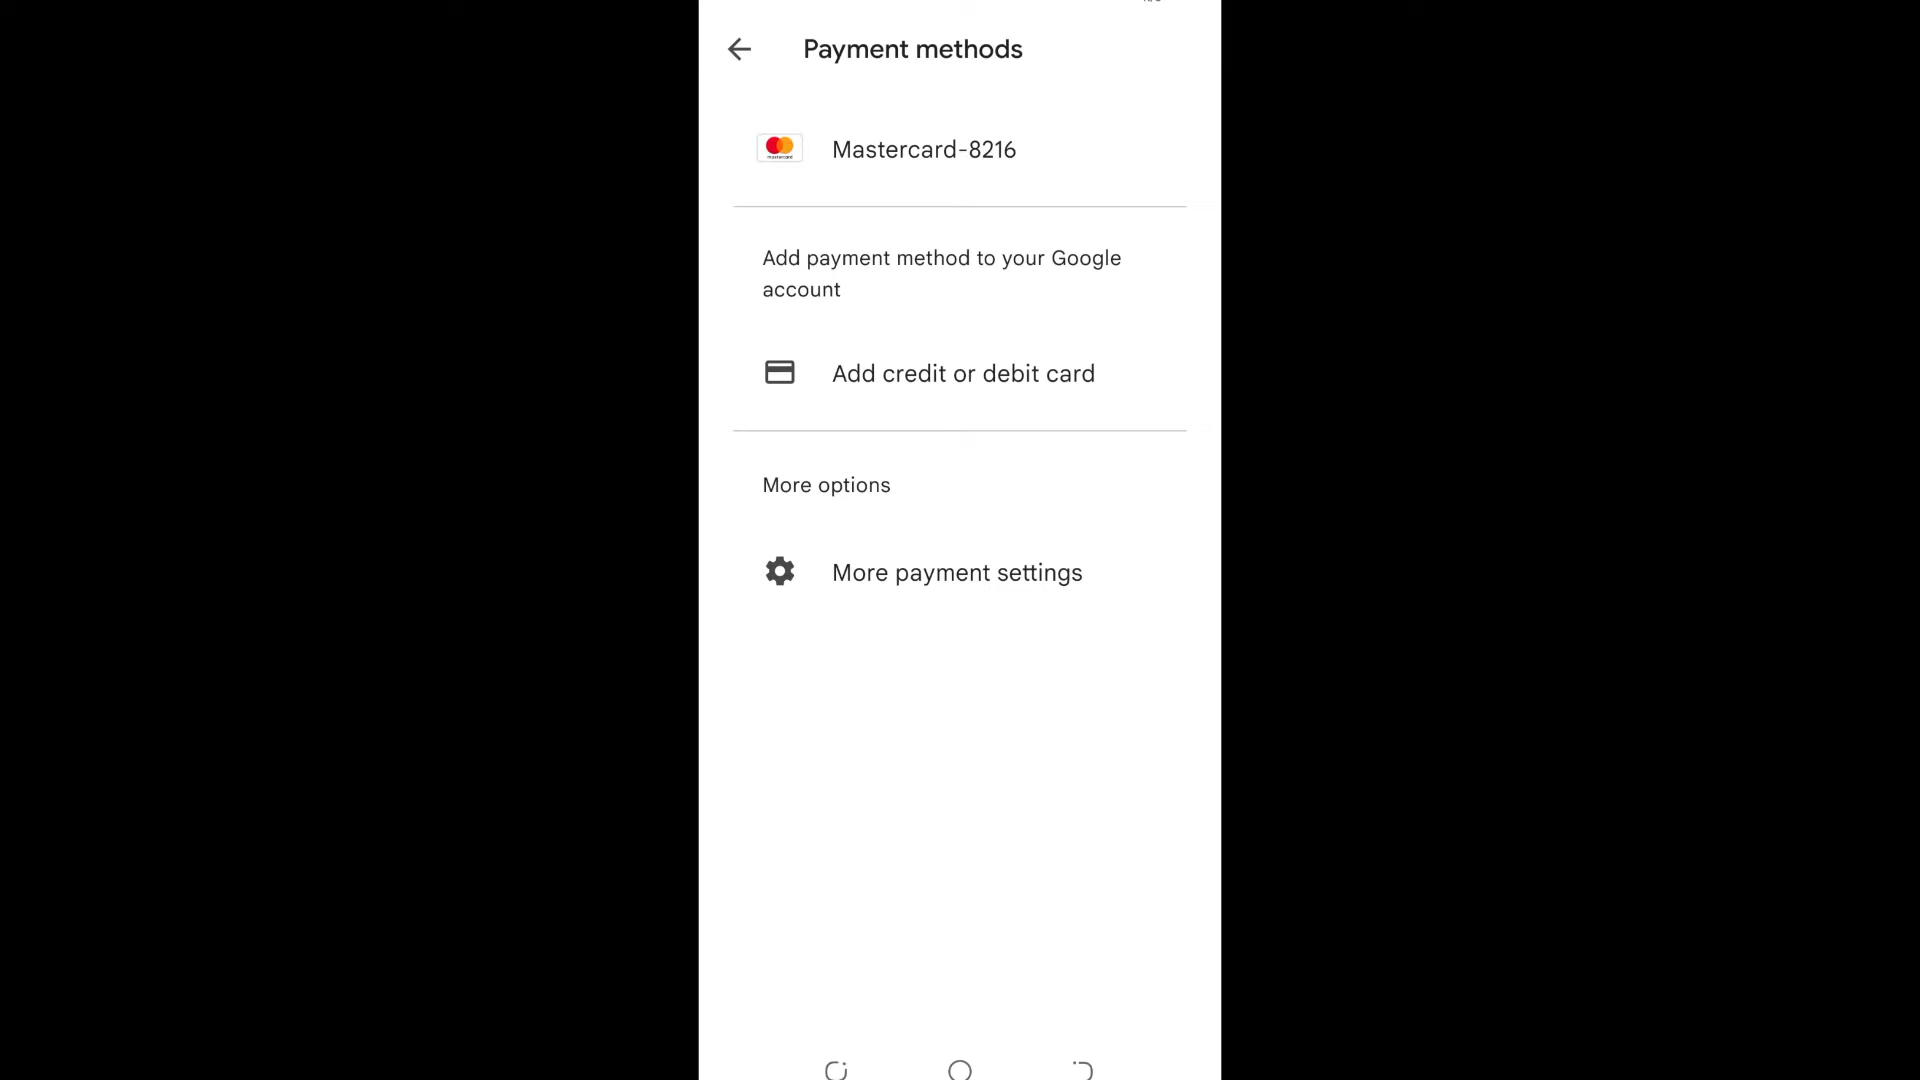 Payment methods
mastercard
Mastercard-8216
Add payment method to your Google
account
Add credit or debit card
More options
More payment settings